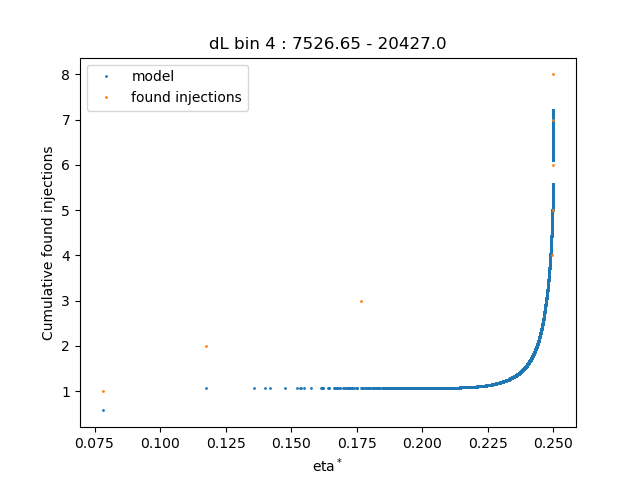 dL bin 4 : 7526.65 - 20427.0
model
found injections
Cumulative found injections
8
7
6
5
4
3
2
1
0.075 0.100 0.125 0.150 0.175 0.200 0.225 0.250
eta*